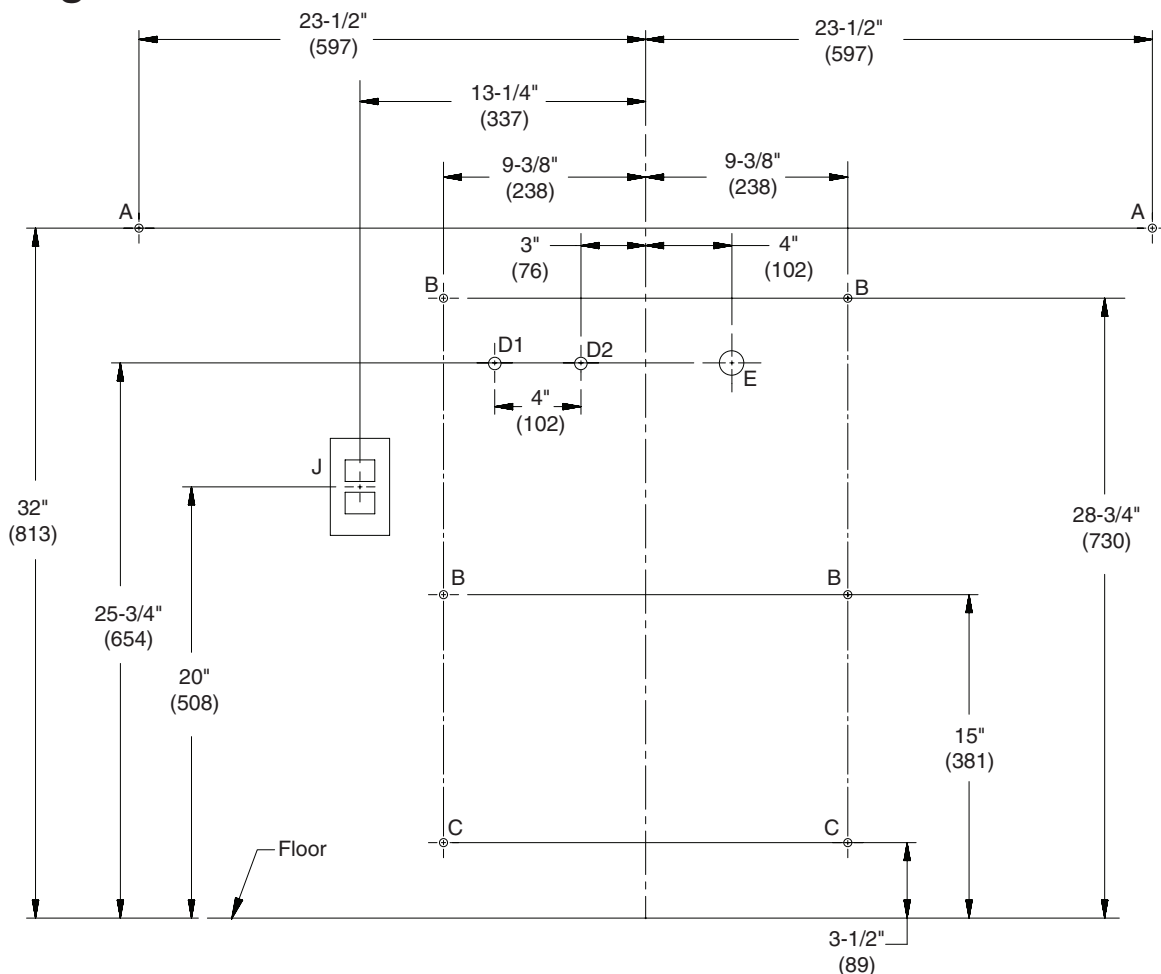 23-1/2"
(597)
23-1/2"
(597)
13-1/4"
(337)
9-3/8"
(238)
9-3/8"
(238)
A
A
3"
(76)
4"
(102)
B
B
D1
D2
E
4"
(102)
J
32"
(813)
28-3/4"
(730)
B
B
25-3/4"
(654)
20"
(508)
15"
(381)
C
C
Floor
3-1/2"
(89)